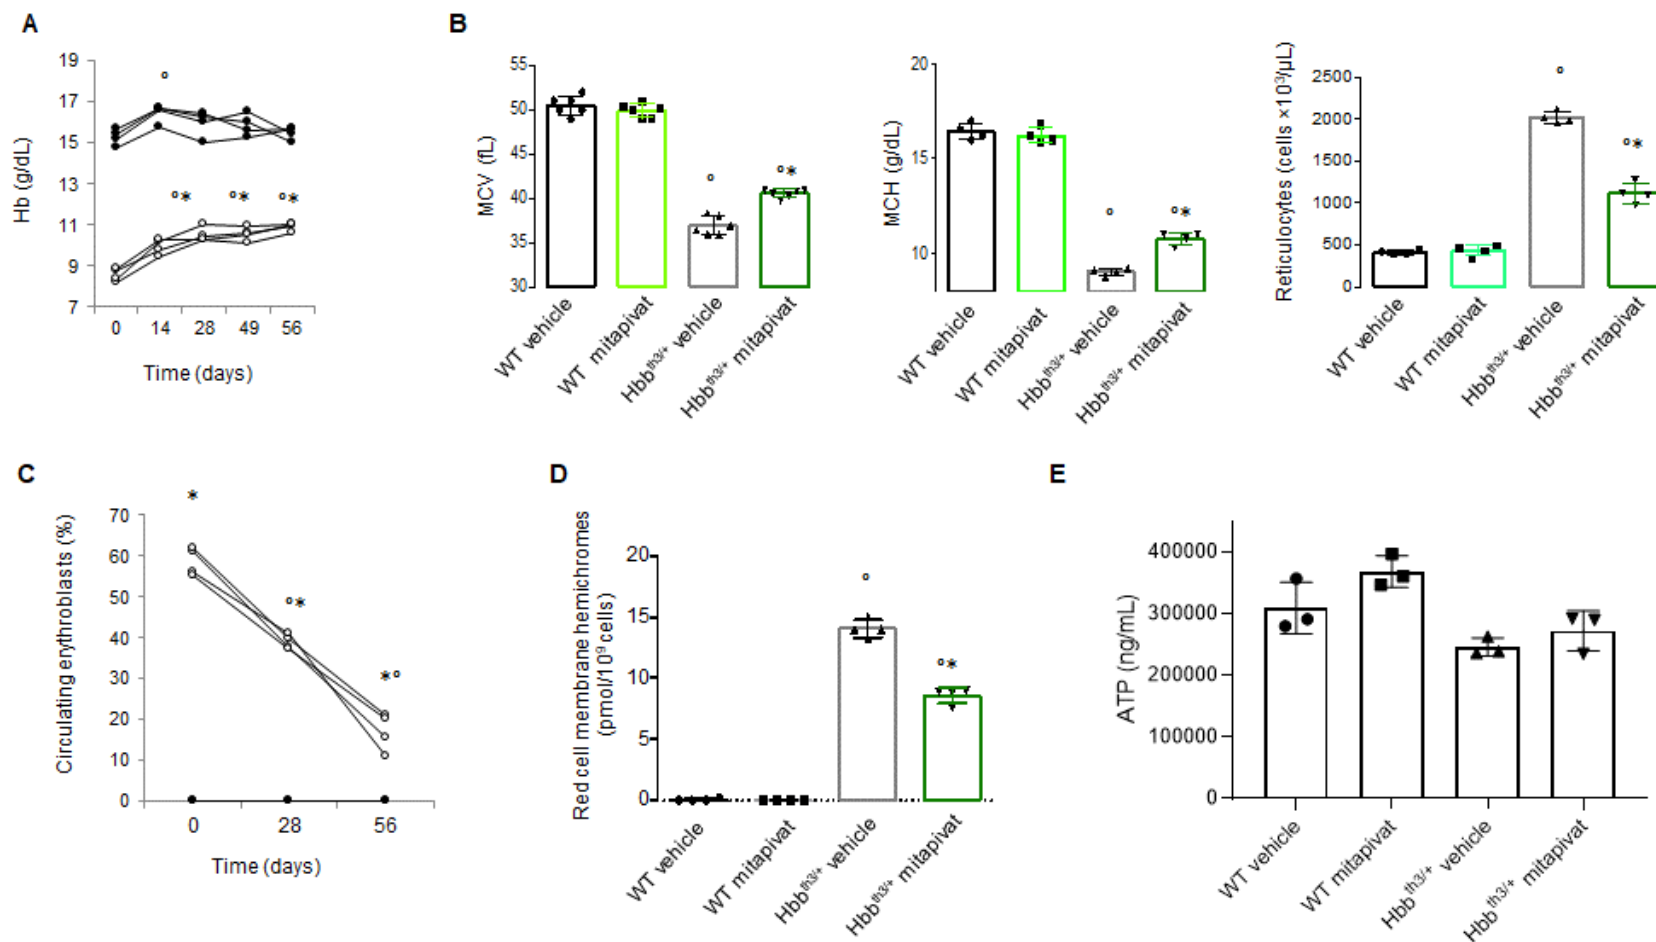 A
Hb (g/dL)
19
17
15
13
11
9
7
°
°*
°*
°*
0 14 28 49 56
Time (days)
B
MCV (fL)
55
50
45
40
35
30
°
°*
WT vehicle
WT mitapivat
Hbb^th3/+ vehicle
Hbb^th3/+ mitapivat
MCH (g/dL)
20
15
10
°
°*
WT vehicle
WT mitapivat
Hbb^th3/+ vehicle
Hbb^th3/+ mitapivat
Reticulocytes (cells ×10³/µL)
2500
2000
1500
1000
500
0
°
°*
WT vehicle
WT mitapivat
Hbb^th3/+ vehicle
Hbb^th3/+ mitapivat
C
Circulating erythroblasts (%)
70
60
50
40
30
20
10
0
*
°*
*°
0 28 56
Time (days)
D
Red cell membrane hemichromes
(pmol/10⁹ cells)
20
15
10
5
0
°
°*
WT vehicle
WT mitapivat
Hbb^th3/+ vehicle
Hbb^th3/+ mitapivat
E
ATP (ng/mL)
400000
300000
200000
100000
0
WT vehicle
WT mitapivat
Hbb^th3/+ vehicle
Hbb^th3/+ mitapivat